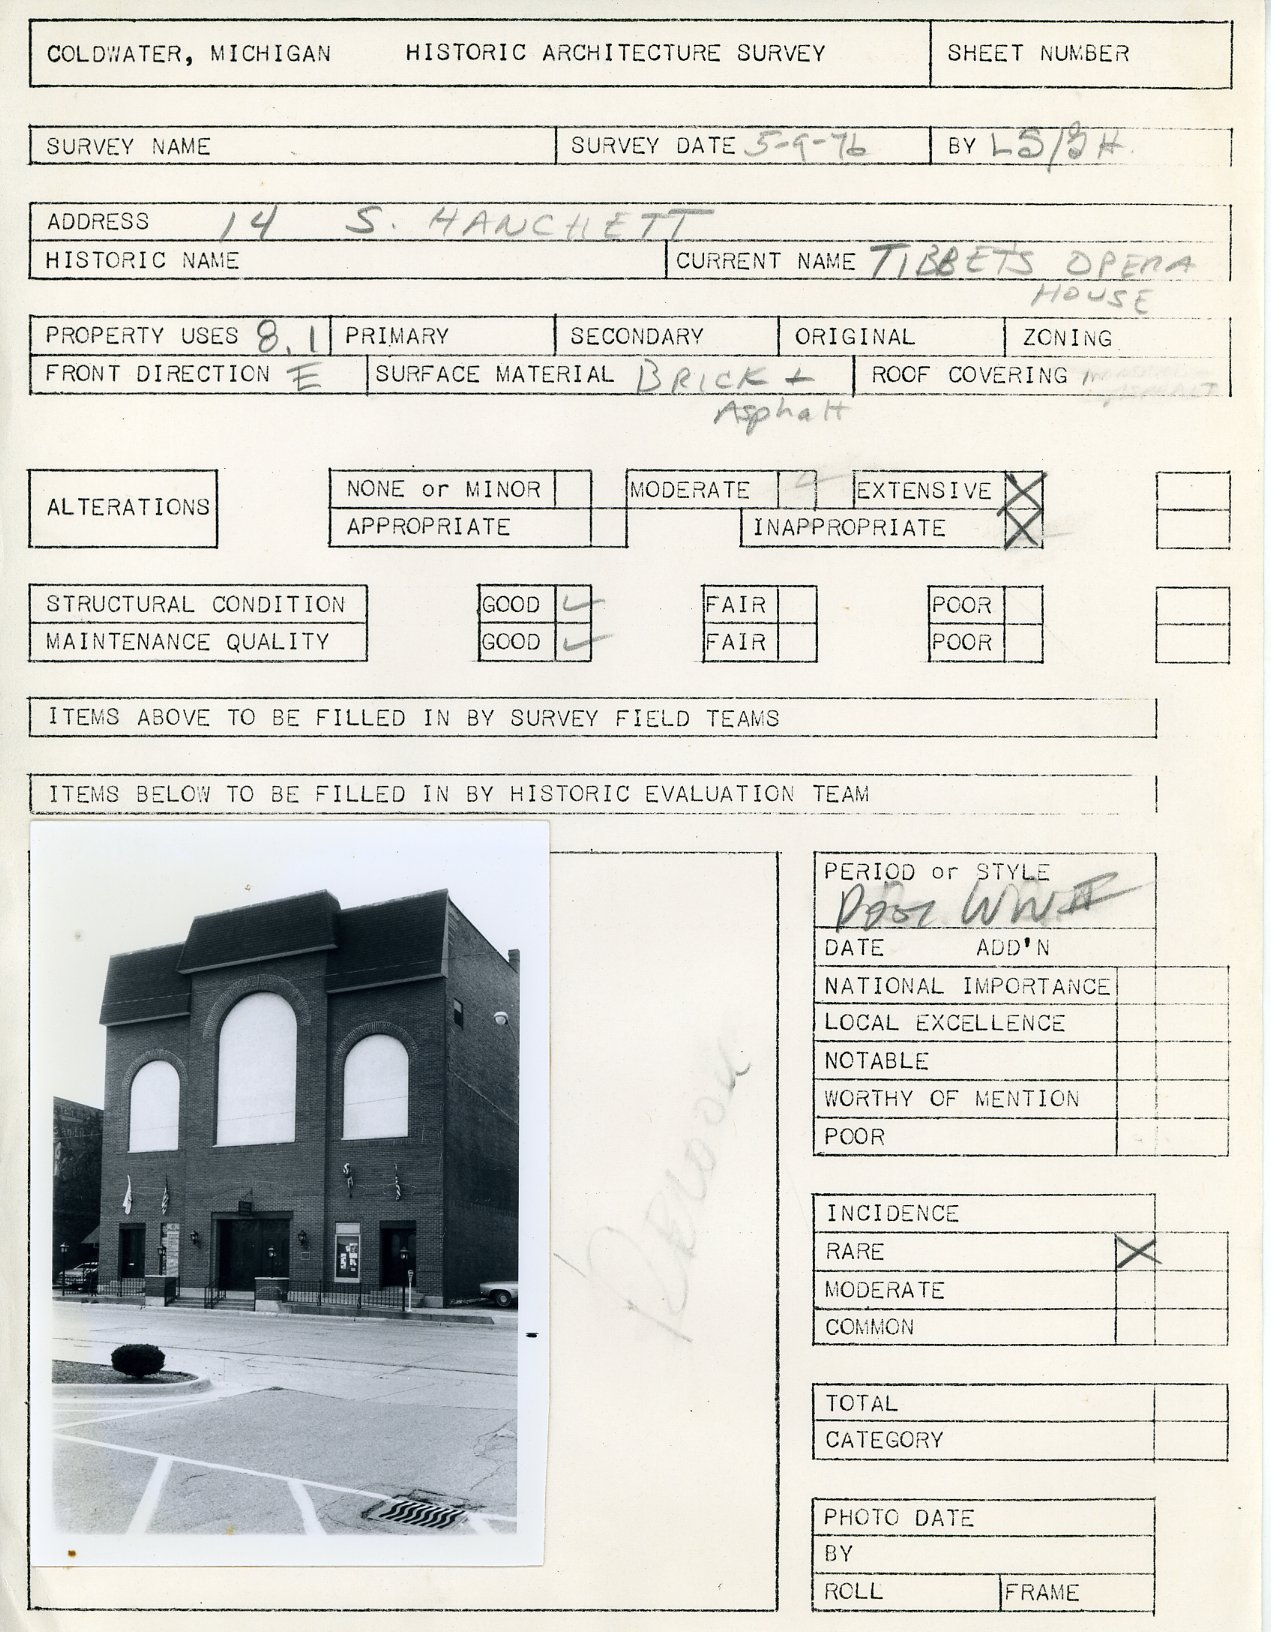 COLDWATER, MICHIGAN HISTORIC ARCHITECTURE SURVEY SHEET NUMBER
SURVEY NAME SURVEY DATE 5-9-76 BY LS/GH.
ADDRESS 14 S. HANCHETT
HISTORIC NAME CURRENT NAME TIBBETS OPERA
HOUSE
PROPERTY USES 8.1 PRIMARY SECONDARY ORIGINAL ZONING
FRONT DIRECTION E SURFACE MATERIAL BRICK + ROOF COVERING
Asphalt ASPHALT
ALTERATIONS NONE or MINOR MODERATE EXTENSIVE X
APPROPRIATE INAPPROPRIATE X
STRUCTURAL CONDITION GOOD ✓ FAIR POOR
MAINTENANCE QUALITY GOOD ✓ FAIR POOR
ITEMS ABOVE TO BE FILLED IN BY SURVEY FIELD TEAMS
ITEMS BELOW TO BE FILLED IN BY HISTORIC EVALUATION TEAM
PERIOD or STYLE
Post WWII
DATE ADD'N
NATIONAL IMPORTANCE
LOCAL EXCELLENCE
NOTABLE
WORTHY OF MENTION
POOR
INCIDENCE
RARE X
MODERATE
COMMON
TOTAL
CATEGORY
PHOTO DATE
BY
ROLL FRAME